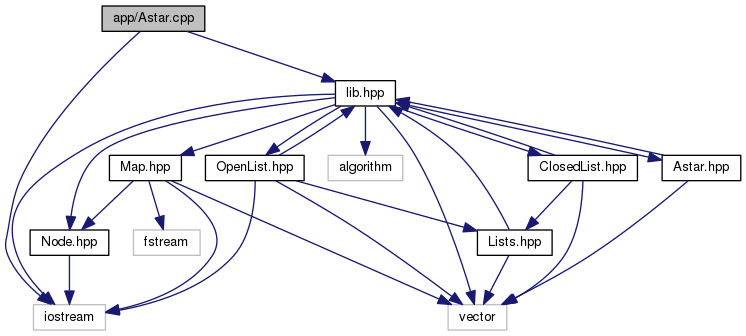 app/Astar.cpp
lib.hpp
Map.hpp
OpenList.hpp
algorithm
ClosedList.hpp
Astar.hpp
Node.hpp
fstream
Lists.hpp
iostream
vector